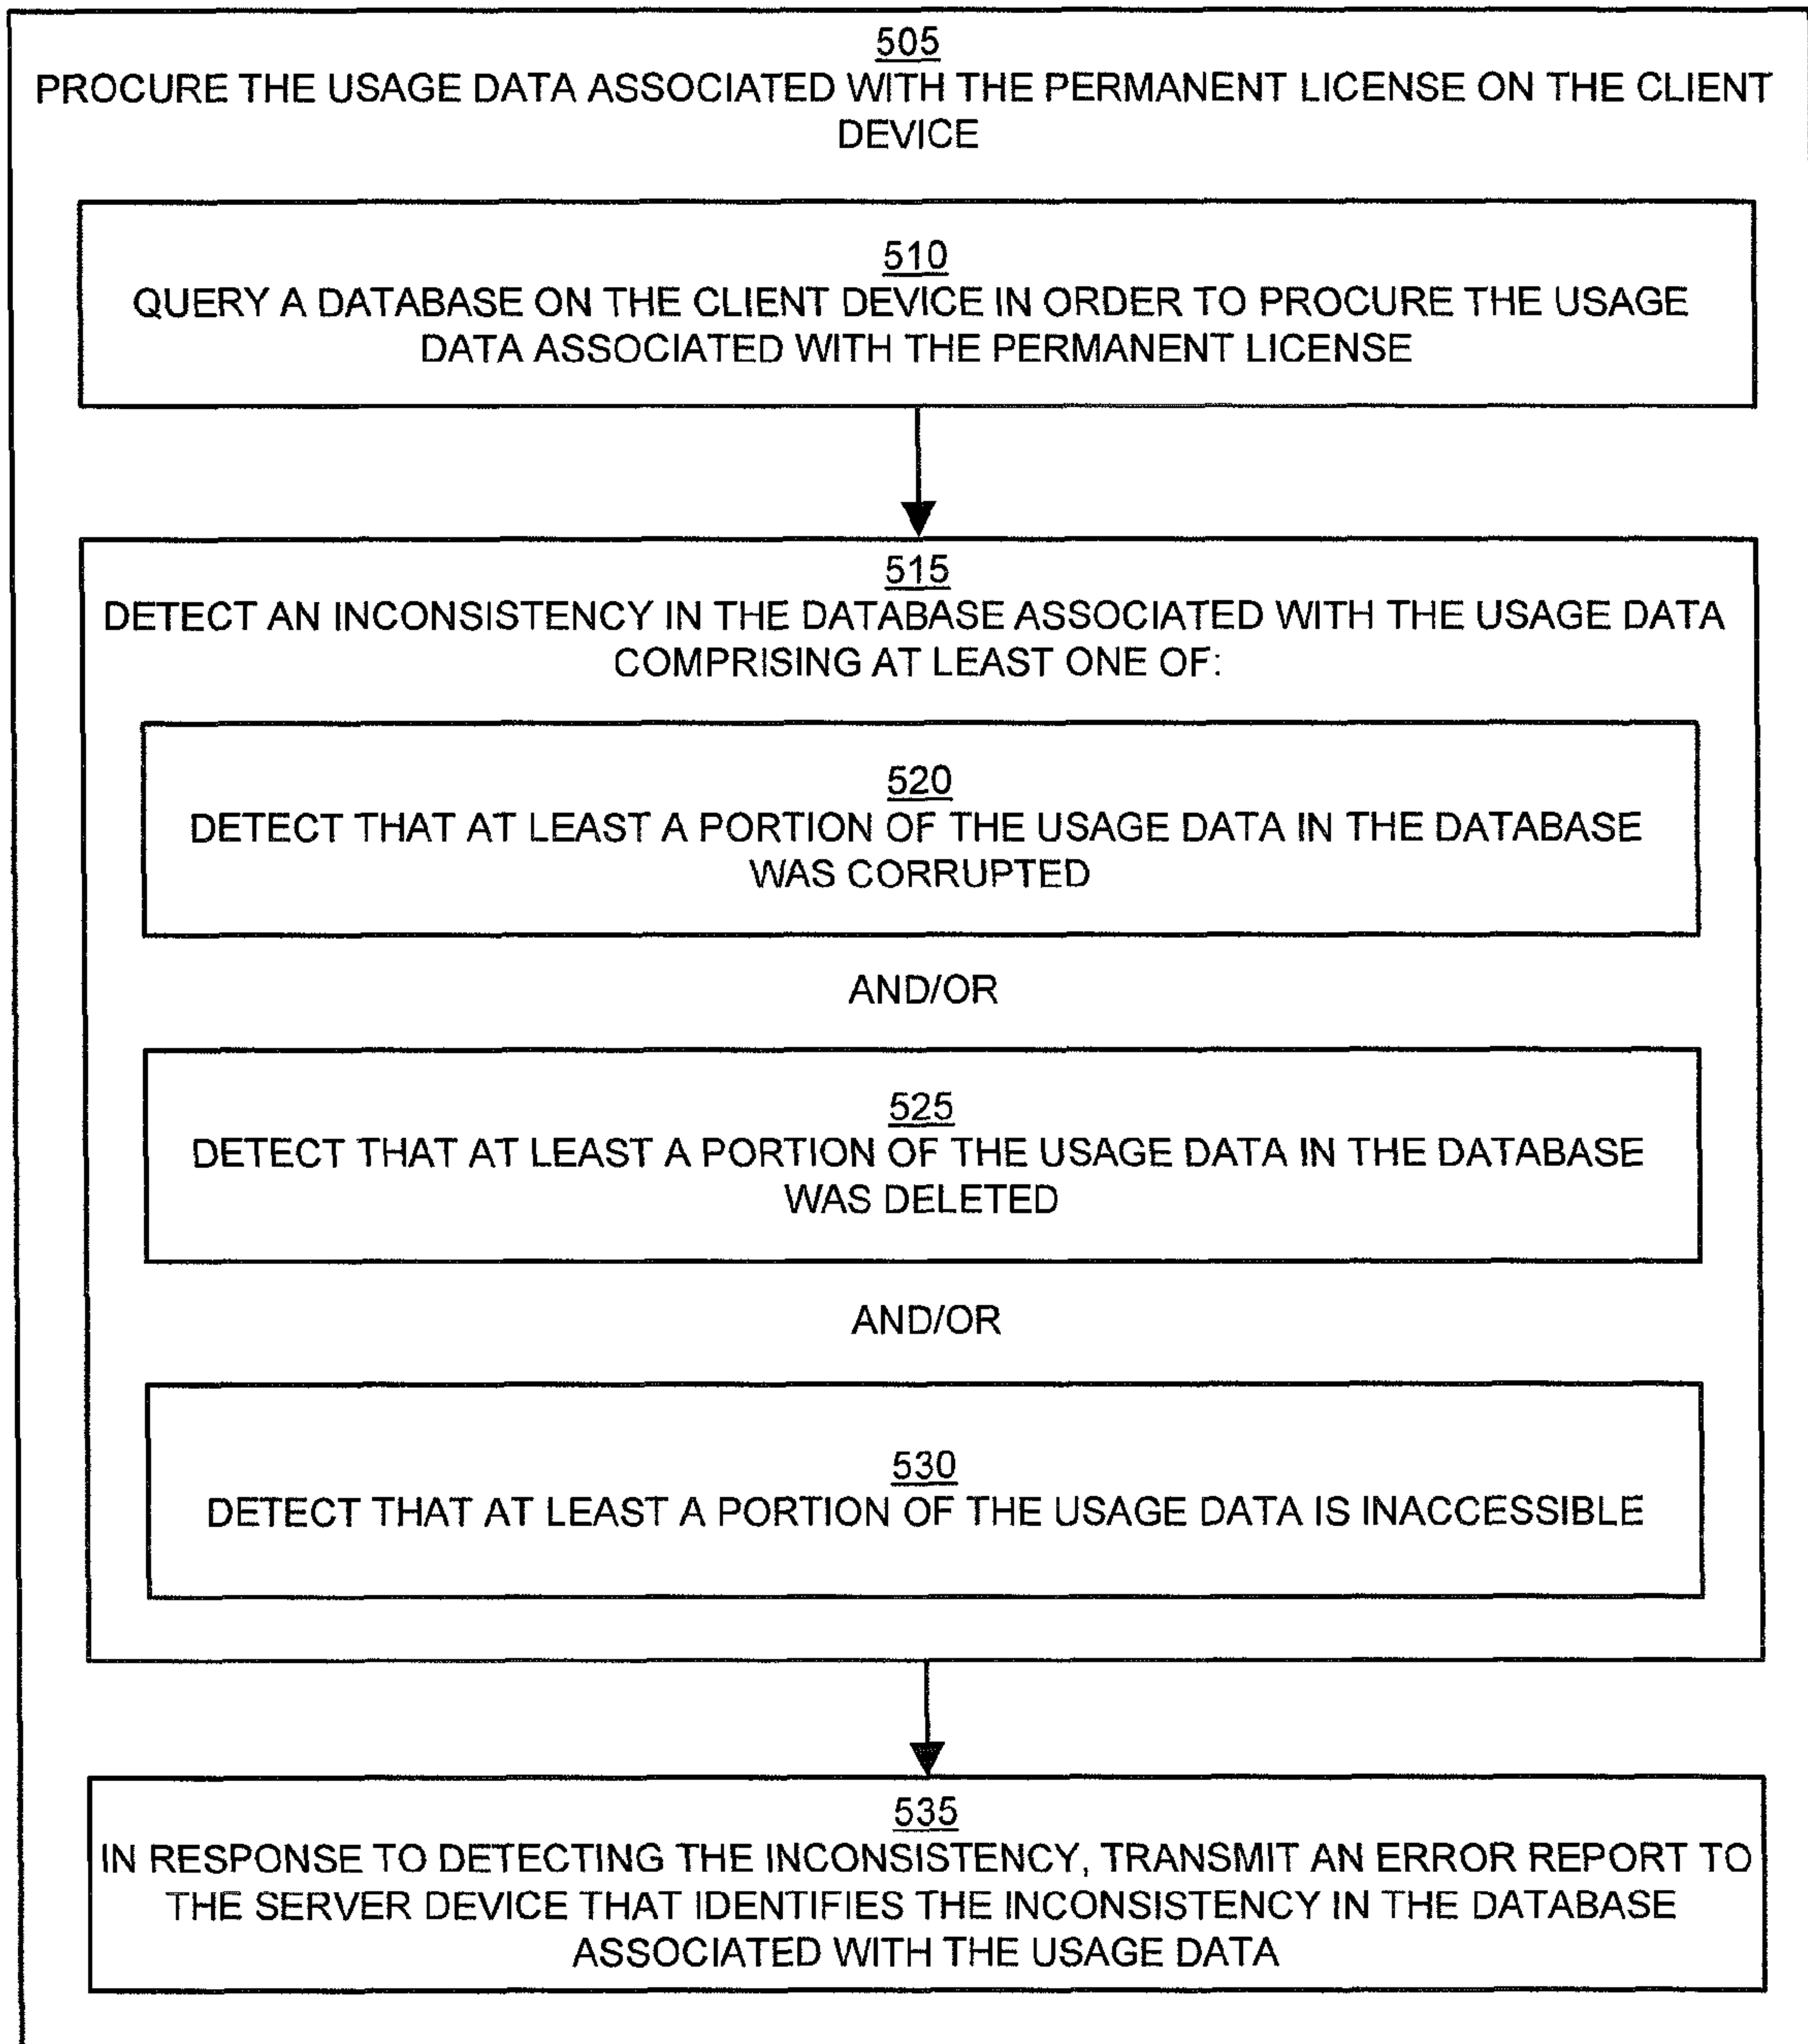 505
PROCURE THE USAGE DATA ASSOCIATED WITH THE PERMANENT LICENSE ON THE CLIENT
DEVICE
510
QUERY A DATABASE ON THE CLIENT DEVICE IN ORDER TO PROCURE THE USAGE
DATA ASSOCIATED WITH THE PERMANENT LICENSE
515
DETECT AN INCONSISTENCY IN THE DATABASE ASSOCIATED WITH THE USAGE DATA
COMPRISING AT LEAST ONE OF:
520
DETECT THAT AT LEAST A PORTION OF THE USAGE DATA IN THE DATABASE
WAS CORRUPTED
AND/OR
525
DETECT THAT AT LEAST A PORTION OF THE USAGE DATA IN THE DATABASE
WAS DELETED
AND/OR
530
DETECT THAT AT LEAST A PORTION OF THE USAGE DATA IS INACCESSIBLE
535
IN RESPONSE TO DETECTING THE INCONSISTENCY, TRANSMIT AN ERROR REPORT TO
THE SERVER DEVICE THAT IDENTIFIES THE INCONSISTENCY IN THE DATABASE
ASSOCIATED WITH THE USAGE DATA